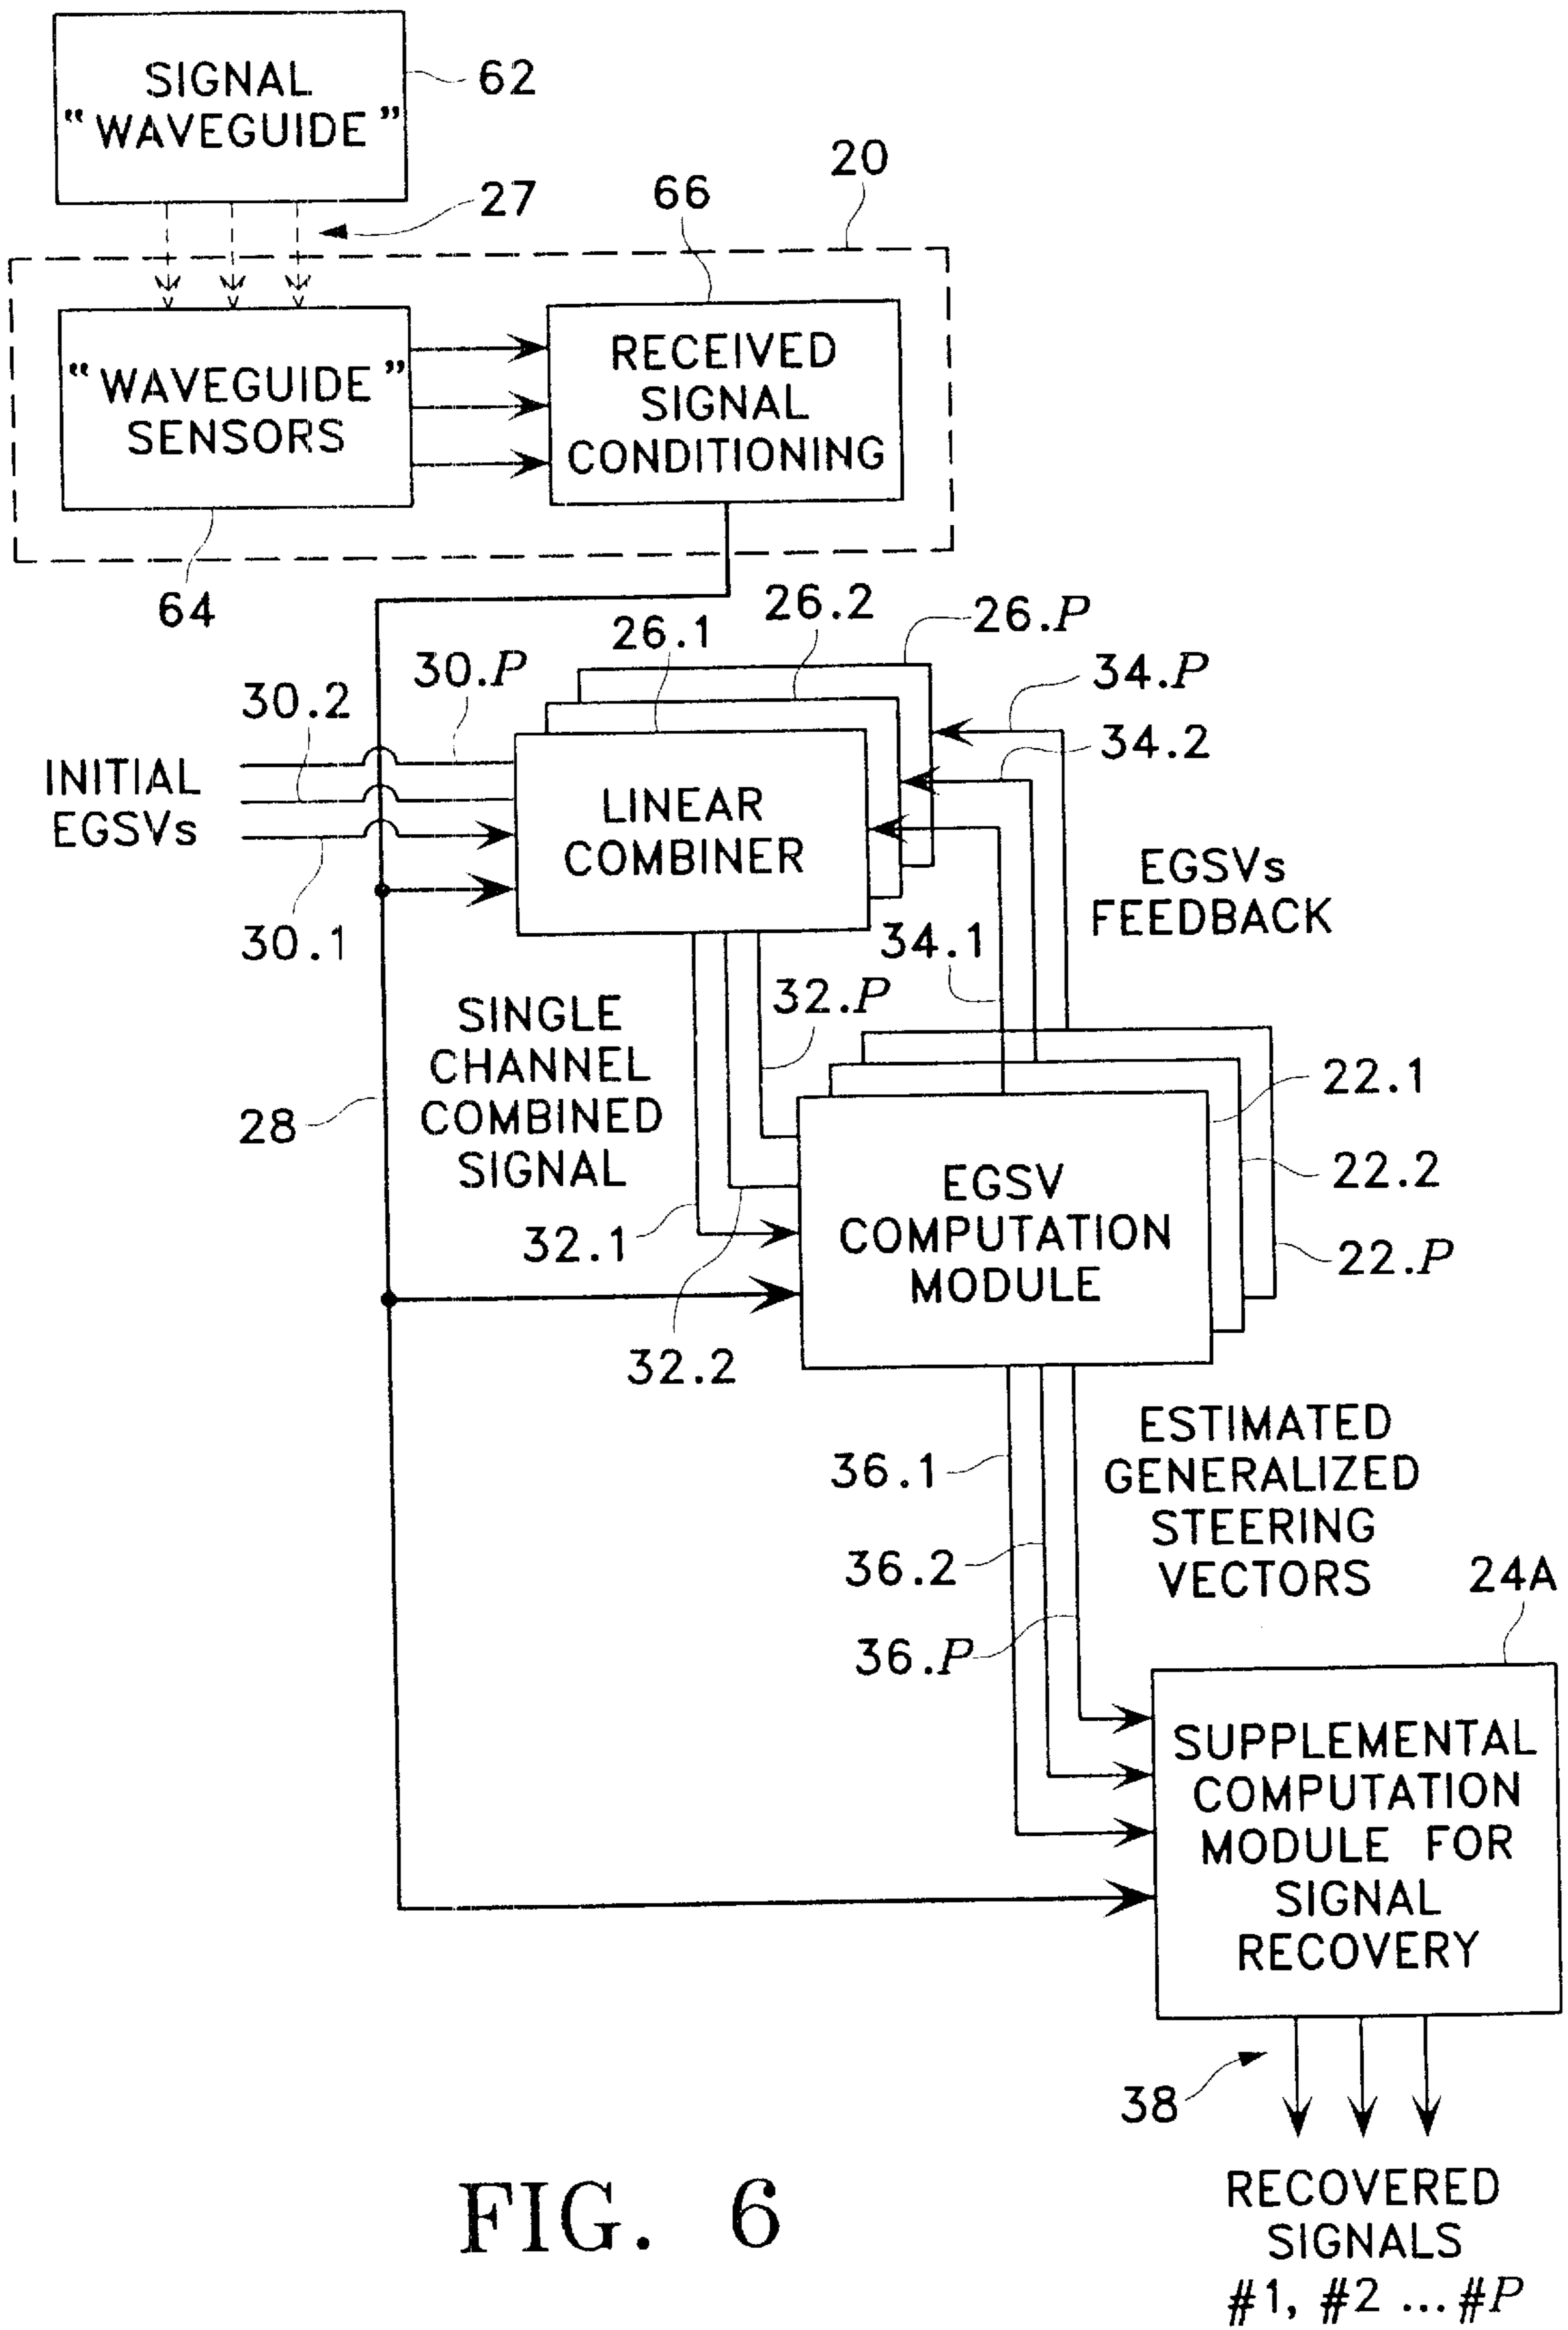 SIGNAL
“WAVEGUIDE”
62
27
20
66
“WAVEGUIDE”
SENSORS
RECEIVED
SIGNAL
CONDITIONING
64
26.1
26.2
26.P
30.P
30.2
34.P
34.2
INITIAL
EGSVs
LINEAR
COMBINER
30.1
EGSVs
FEEDBACK
34.1
32.P
SINGLE
CHANNEL
COMBINED
SIGNAL
28
22.1
22.2
22.P
EGSV
COMPUTATION
MODULE
32.1
32.2
36.1
36.2
36.P
ESTIMATED
GENERALIZED
STEERING
VECTORS
24A
SUPPLEMENTAL
COMPUTATION
MODULE FOR
SIGNAL
RECOVERY
38
RECOVERED
SIGNALS
#1, #2 ... #P
FIG. 6